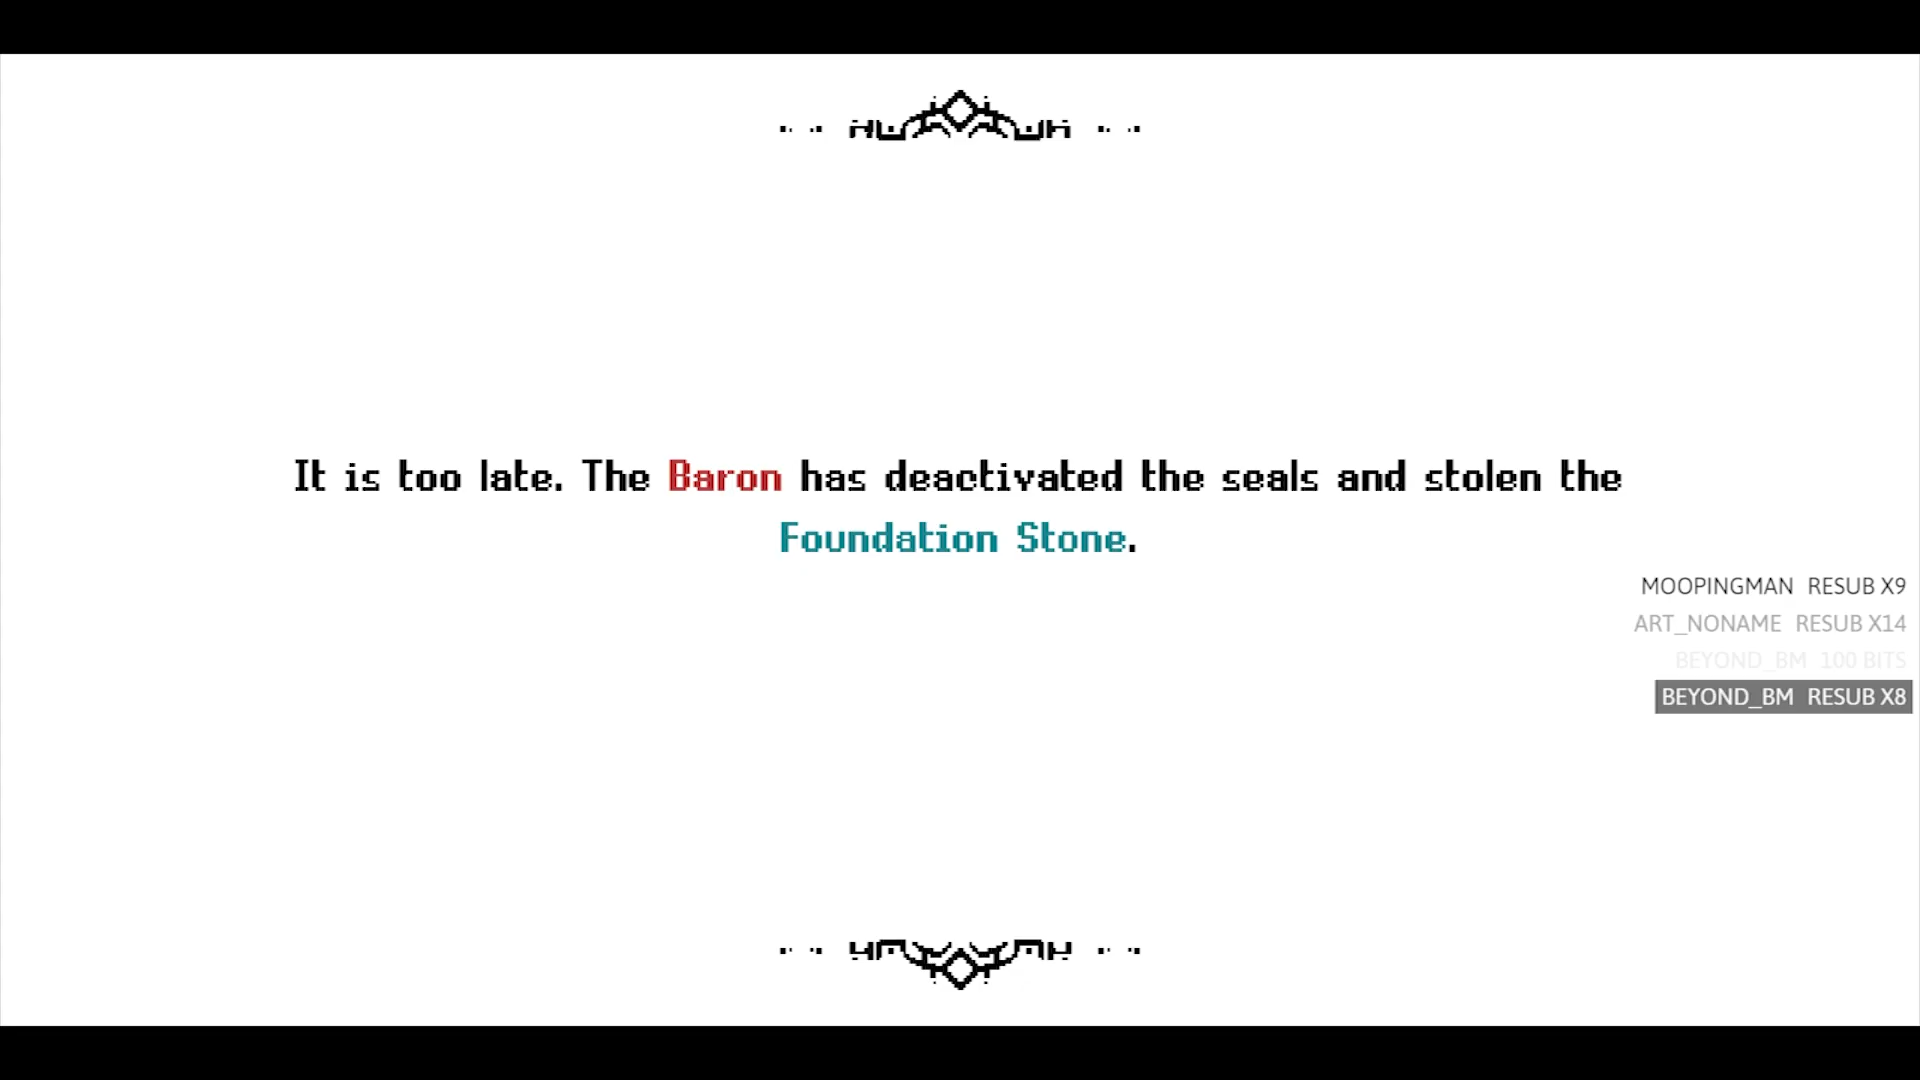 It is too late. The Baron has deactivated the seals and stolen the
Foundation Stone.
MOOPINGMAN RESUB X9
ART_NONAME RESUB X14
BEYOND_BM 100 BITS
BEYOND_BM RESUB X8